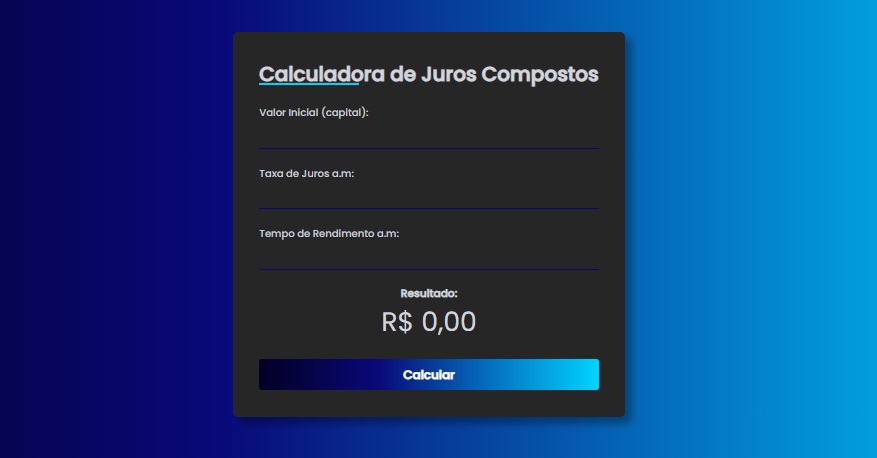 Calculadora de Juros Compostos
Valor Inicial (capital):
Taxa de Juros a.m:
Tempo de Rendimento a.m:
Resultado:
R$ 0,00
Calcular